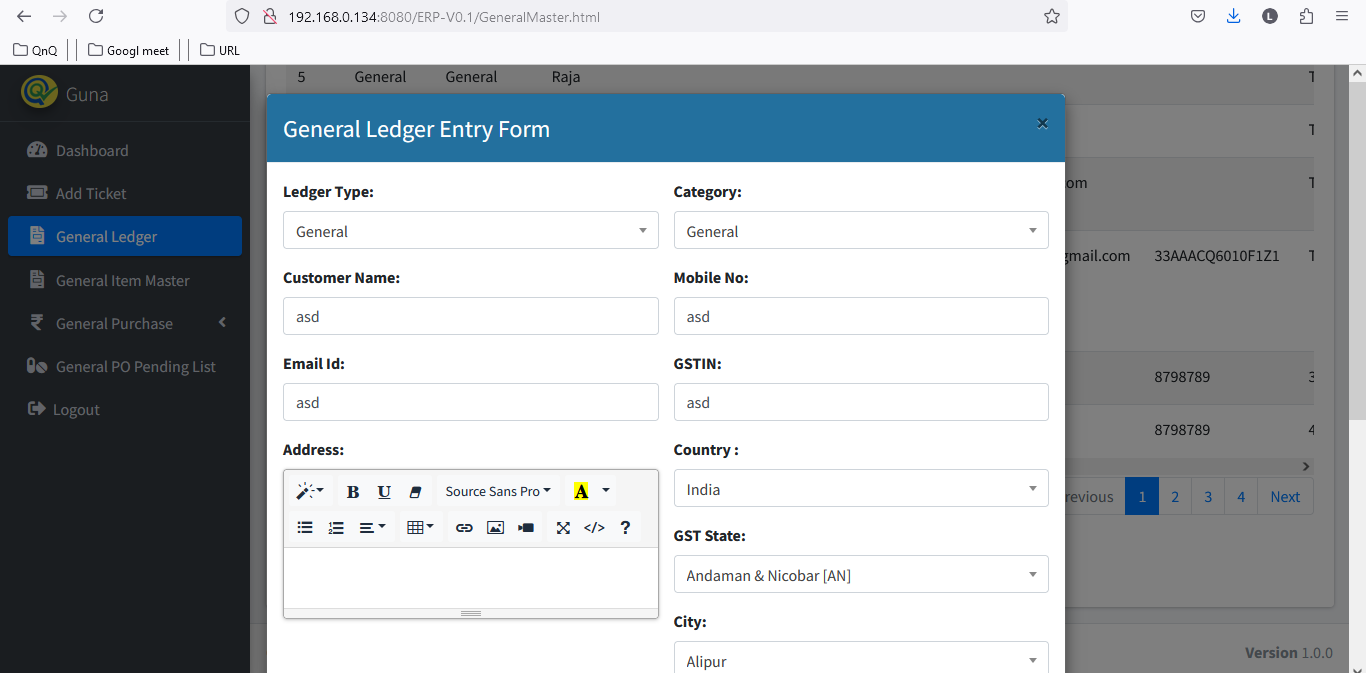 192.168.0.134:8080/ERP-V0.1/GeneralMaster.html
L
QnQ Googl meet URL
Guna
Dashboard
Add Ticket
General Ledger
General Item Master
General Purchase
General PO Pending List
Logout
5 General General Raja T
General Ledger Entry Form ×
T
Ledger Type: Category:
om T
General General
gmail.com 33AAACQ6010F1Z1 T
Customer Name: Mobile No:
asd asd
Email Id: GSTIN:
8798789 3
asd asd
8798789 4
Address: Country :
B U Source Sans Pro A
India
revious 1 2 3 4 Next
</> ?
GST State:
Andaman & Nicobar [AN]
City:
Alipur
Version 1.0.0